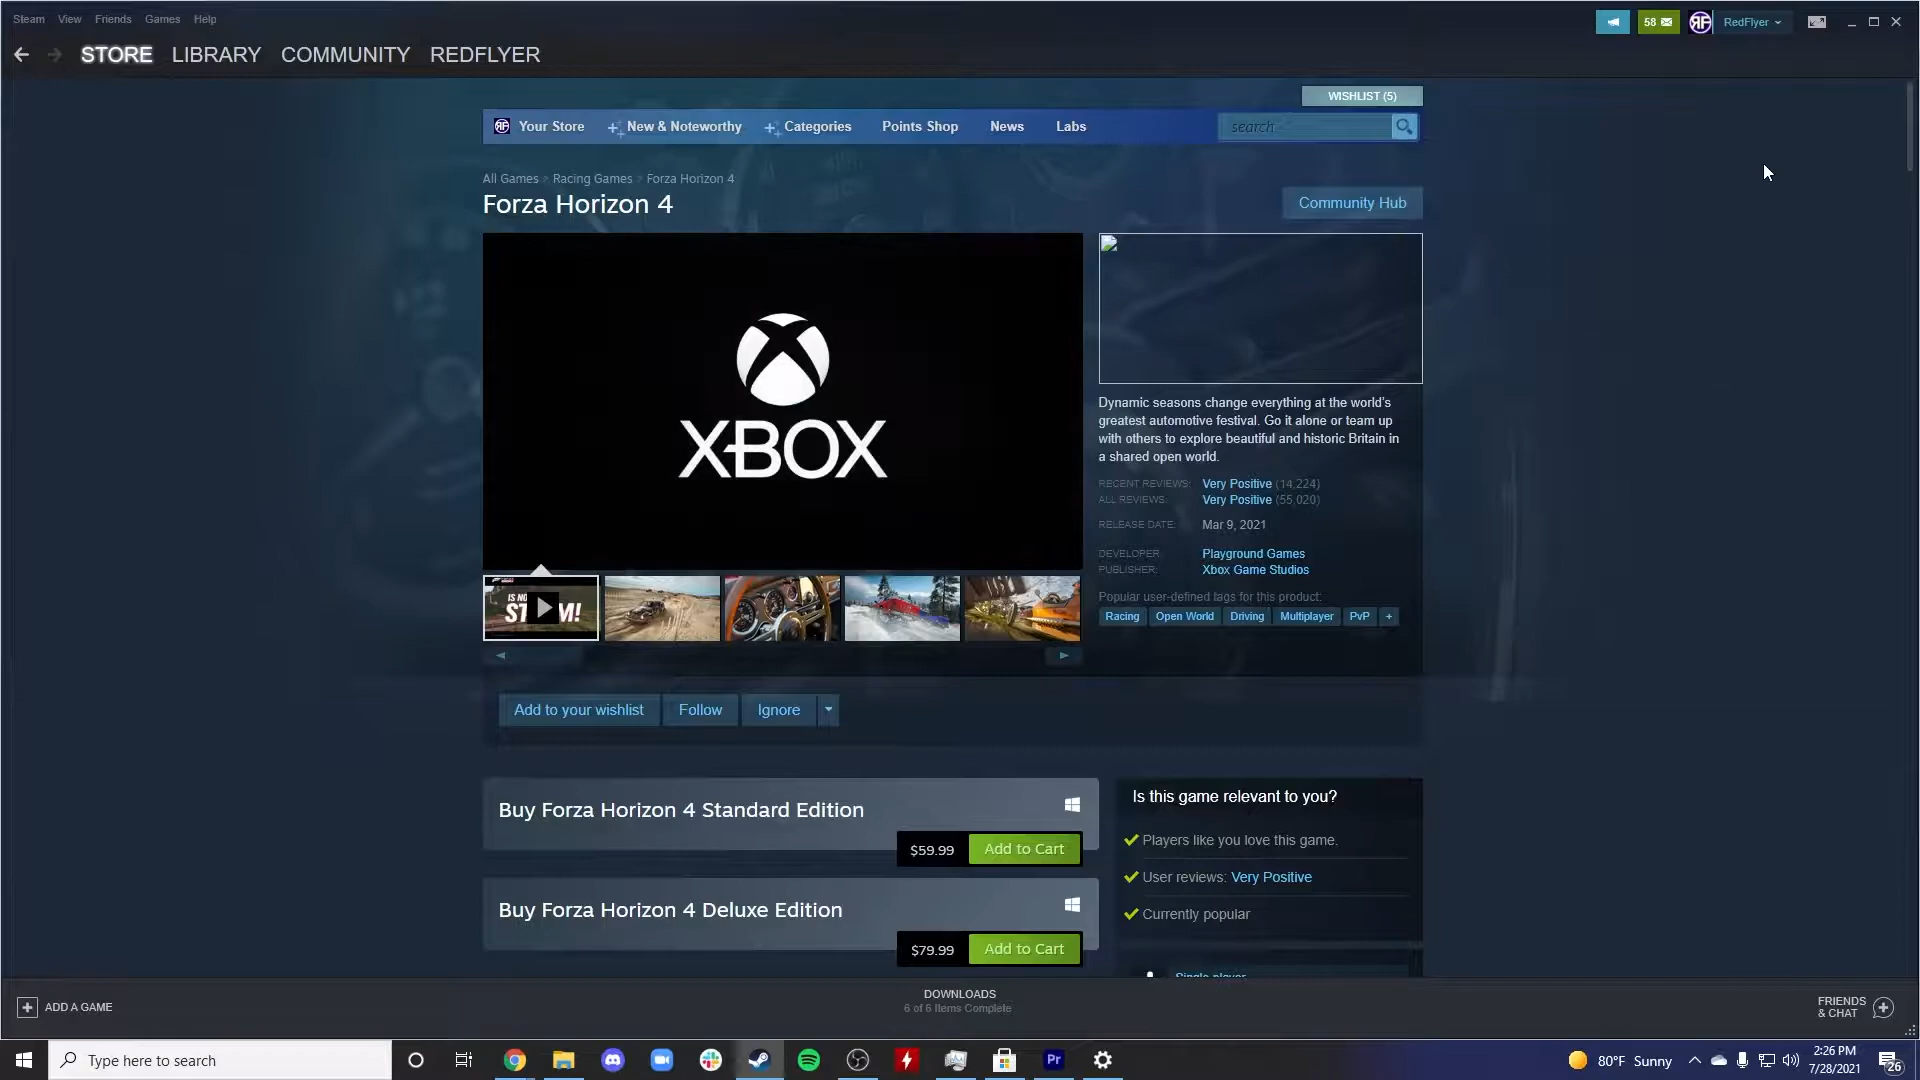 Steam View Friends Games Help
58 RF RedFlyer
STORE LIBRARY COMMUNITY REDFLYER
WISHLIST (5)
RF Your Store New & Noteworthy Categories Points Shop News Labs search
All Games > Racing Games > Forza Horizon 4
Forza Horizon 4
Community Hub
XBOX
Dynamic seasons change everything at the world's
greatest automotive festival. Go it alone or team up
with others to explore beautiful and historic Britain in
a shared open world.
RECENT REVIEWS: Very Positive (14,224)
ALL REVIEWS: Very Positive (55,020)
RELEASE DATE: Mar 9, 2021
DEVELOPER: Playground Games
PUBLISHER: Xbox Game Studios
Popular user-defined tags for this product:
Racing Open World Driving Multiplayer PvP +
IS NO
ST M!
Add to your wishlist Follow Ignore
Buy Forza Horizon 4 Standard Edition
$59.99 Add to Cart
Buy Forza Horizon 4 Deluxe Edition
$79.99 Add to Cart
Is this game relevant to you?
Players like you love this game.
User reviews: Very Positive
Currently popular
Single-player
+ ADD A GAME
DOWNLOADS
6 of 6 Items Complete
FRIENDS
& CHAT
Type here to search
Pr
80°F Sunny
2:26 PM
7/28/2021
26